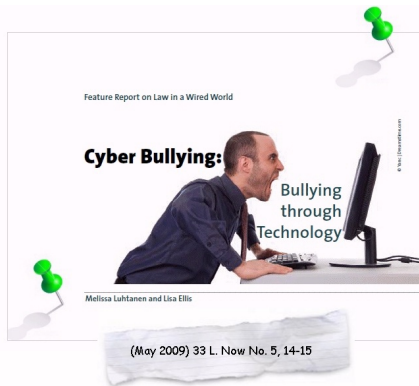 Feature Report on Law in a Wired World
Cyber Bullying:
Bullying
through
Technology
Melissa Luhtanen and Lisa Ellis
(May 2009) 33 L. Now No. 5, 14-15